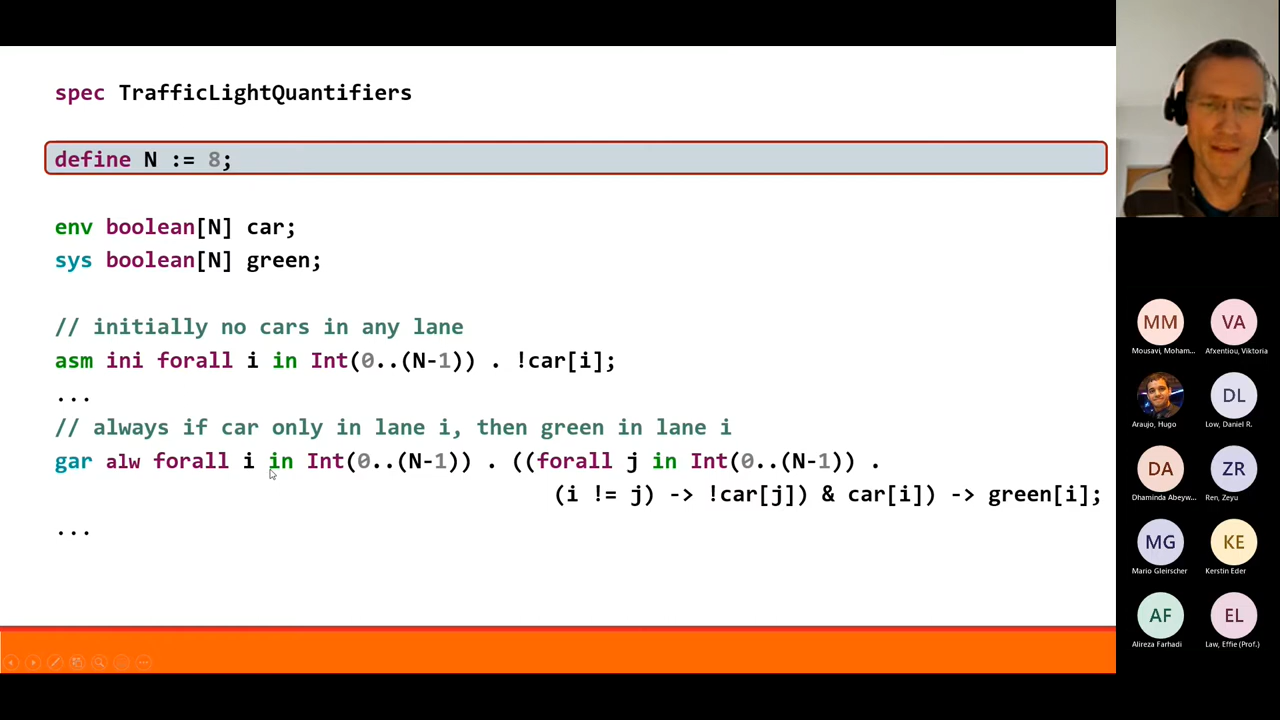 spec TrafficLightQuantifiers
define N := 8;
env boolean[N] car;
sys boolean[N] green;
// initially no cars in any lane
asm ini forall i in Int(0..(N-1)) . !car[i];
...
// always if car only in lane i, then green in lane i
gar alw forall i in Int(0..(N-1)) . ((forall j in Int(0..(N-1)) .
(i != j) -> !car[j]) & car[i]) -> green[i];
...
MM
VA
Mousavi, Moham...
Afxentiou, Viktoria
DL
Araujo, Hugo
Low, Daniel R.
DA
ZR
Dhaminda Abeyw...
Ren, Zeyu
MG
KE
Mario Gleirscher
Kerstin Eder
AF
EL
Alireza Farhadi
Law, Effie (Prof.)